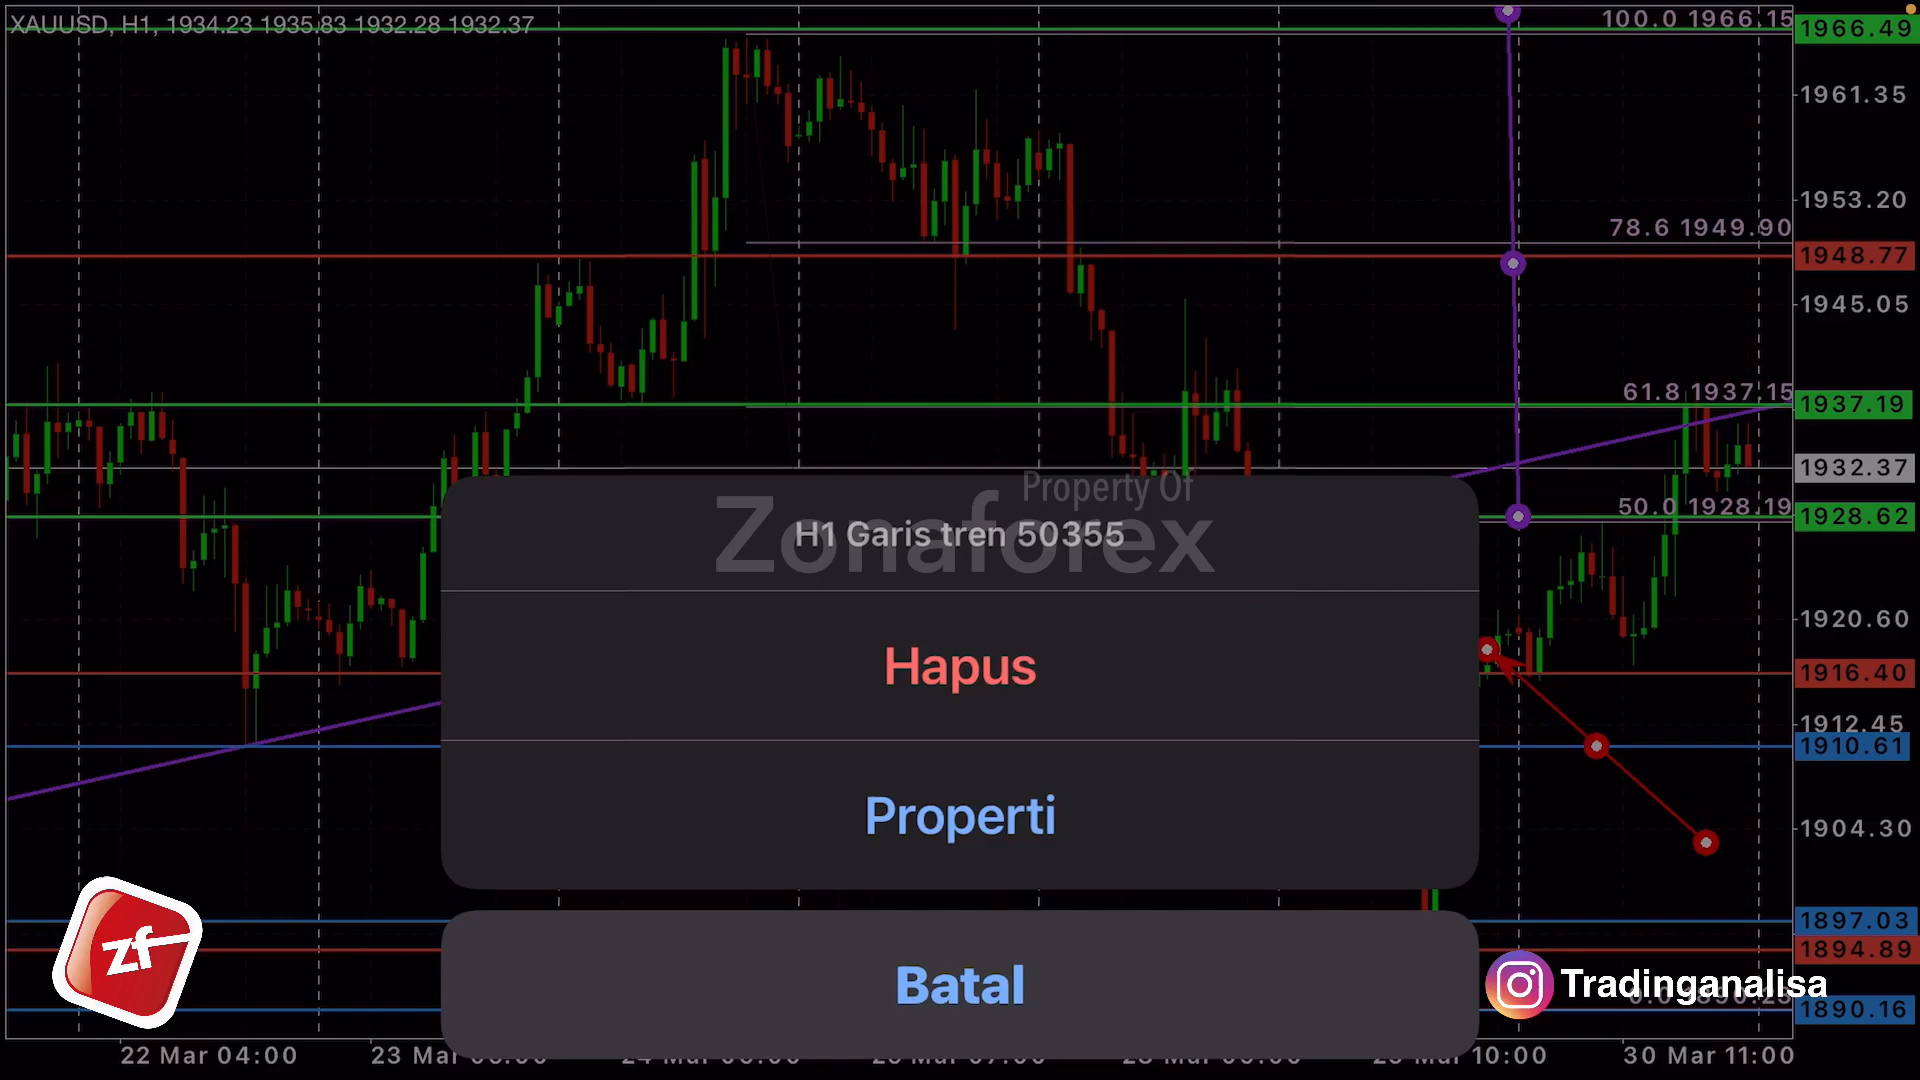 XAUUSD, H1, 1934.23 1935.83 1932.28 1932.37
100.0 1966.15
1966.49
1961.35
1953.20
78.6 1949.90
1948.77
1945.05
61.8 1937.15
1937.19
1932.37
50.0 1928.19
1928.62
1920.60
1916.40
1912.45
1910.61
1904.30
1897.03
1894.89
1890.16
Property Of
Zonaforex
H1 Garis tren 50355
Hapus
Properti
Batal
zf
Tradinganalisa
22 Mar 04:00
23 Mar
30 Mar 11:00